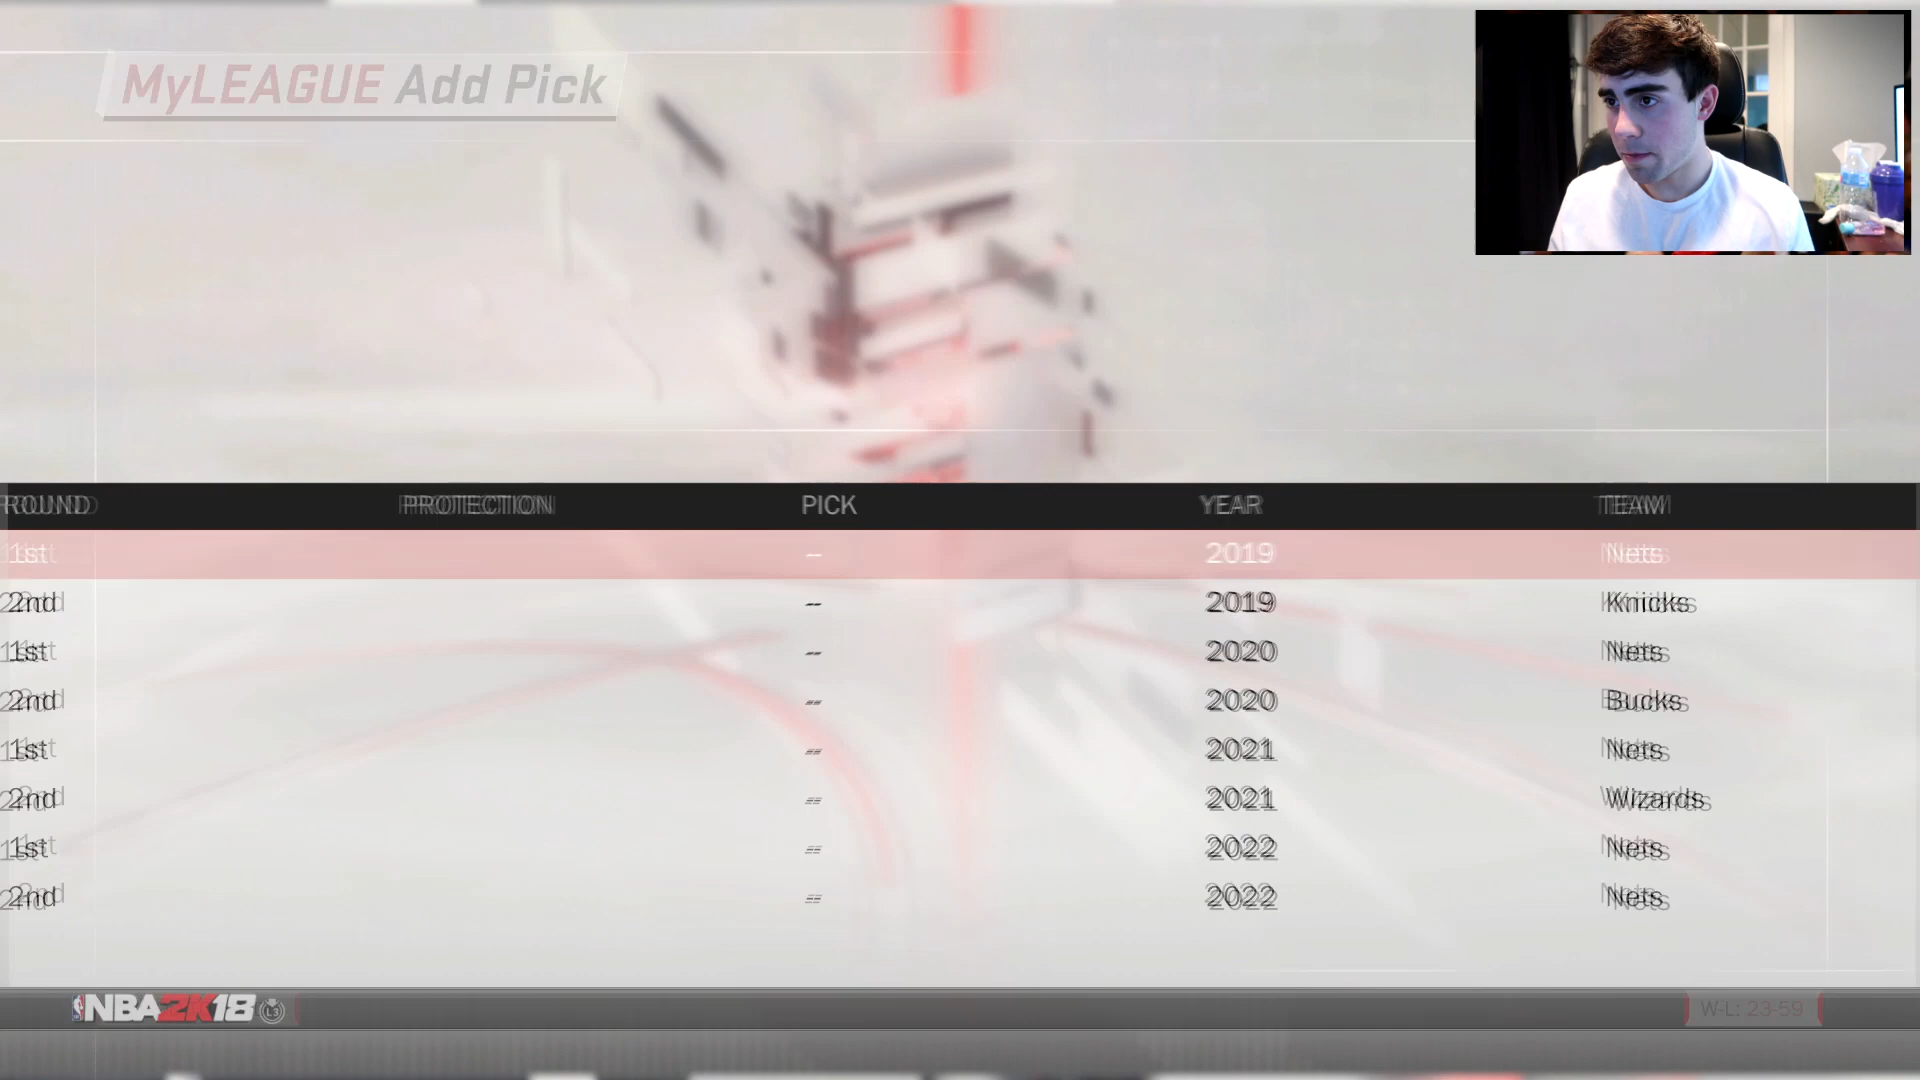 MyLEAGUE Add Pick
ROUND PROTECTION PICK YEAR TEAM
1st -- 2019 Nets
2nd -- 2019 Knicks
1st -- 2020 Nets
2nd -- 2020 Bucks
1st -- 2021 Nets
2nd -- 2021 Wizards
1st -- 2022 Nets
2nd -- 2022 Nets
NBA2K18 L3 W-L: 23-59